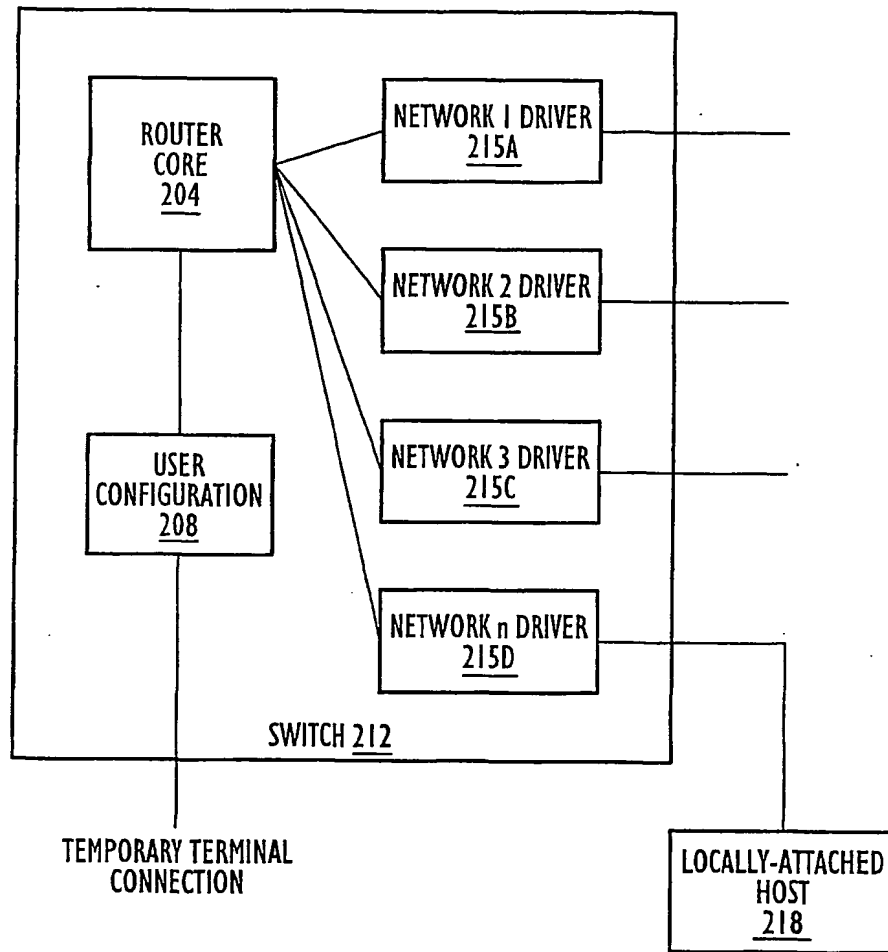 ROUTER
CORE
204
NETWORK 1 DRIVER
215A
NETWORK 2 DRIVER
215B
NETWORK 3 DRIVER
215C
USER
CONFIGURATION
208
NETWORK n DRIVER
215D
SWITCH 212
TEMPORARY TERMINAL
CONNECTION
LOCALLY-ATTACHED
HOST
218